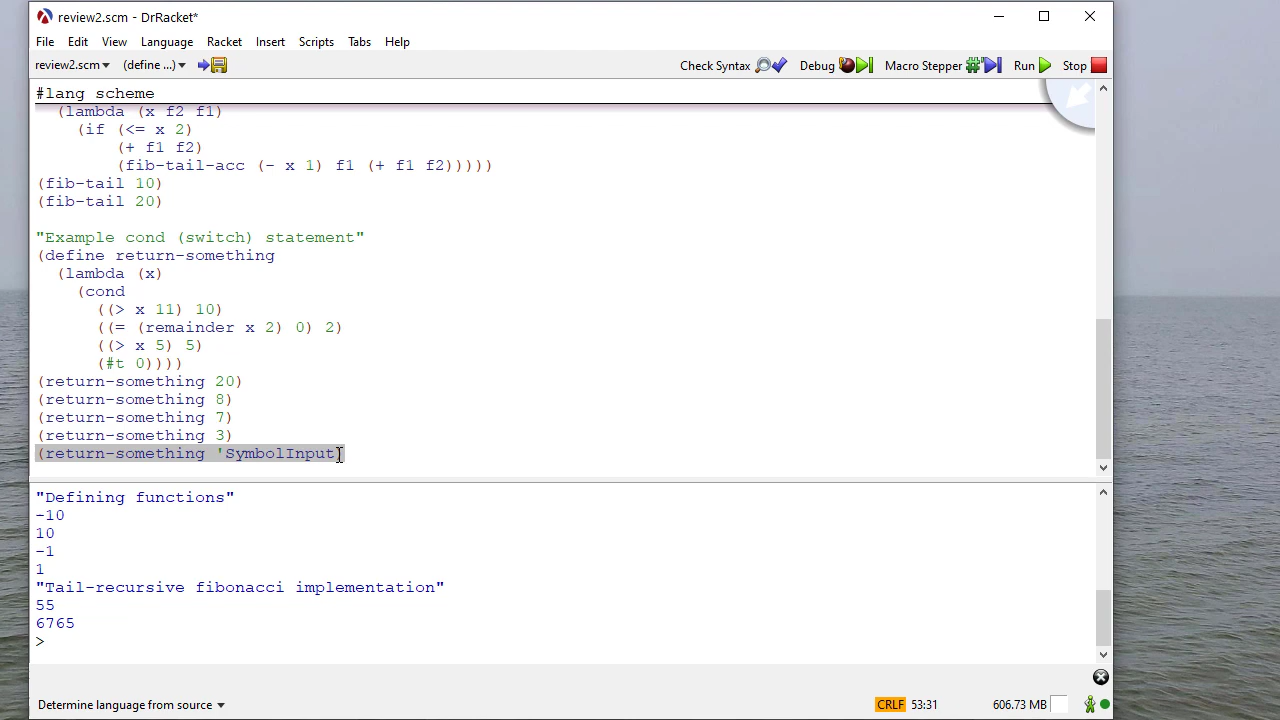 review2.scm - DrRacket*
File Edit View Language Racket Insert Scripts Tabs Help
review2.scm (define ...) Check Syntax Debug Macro Stepper Run Stop
#lang scheme
(lambda (x f2 f1)
(if (<= x 2)
(+ f1 f2)
(fib-tail-acc (- x 1) f1 (+ f1 f2)))))
(fib-tail 10)
(fib-tail 20)
"Example cond (switch) statement"
(define return-something
(lambda (x)
(cond
((> x 11) 10)
((= (remainder x 2) 0) 2)
((> x 5) 5)
(#t 0))))
(return-something 20)
(return-something 8)
(return-something 7)
(return-something 3)
(return-something 'SymbolInput)
"Defining functions"
-10
10
-1
1
"Tail-recursive fibonacci implementation"
55
6765
>
Determine language from source CRLF 53:31 606.73 MB